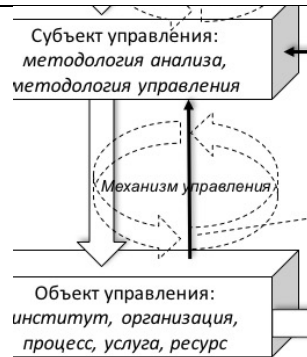 Субъект управления:
методология анализа,
методология управления
Механизм управления
Объект управления:
институт, организация,
процесс, услуга, ресурс